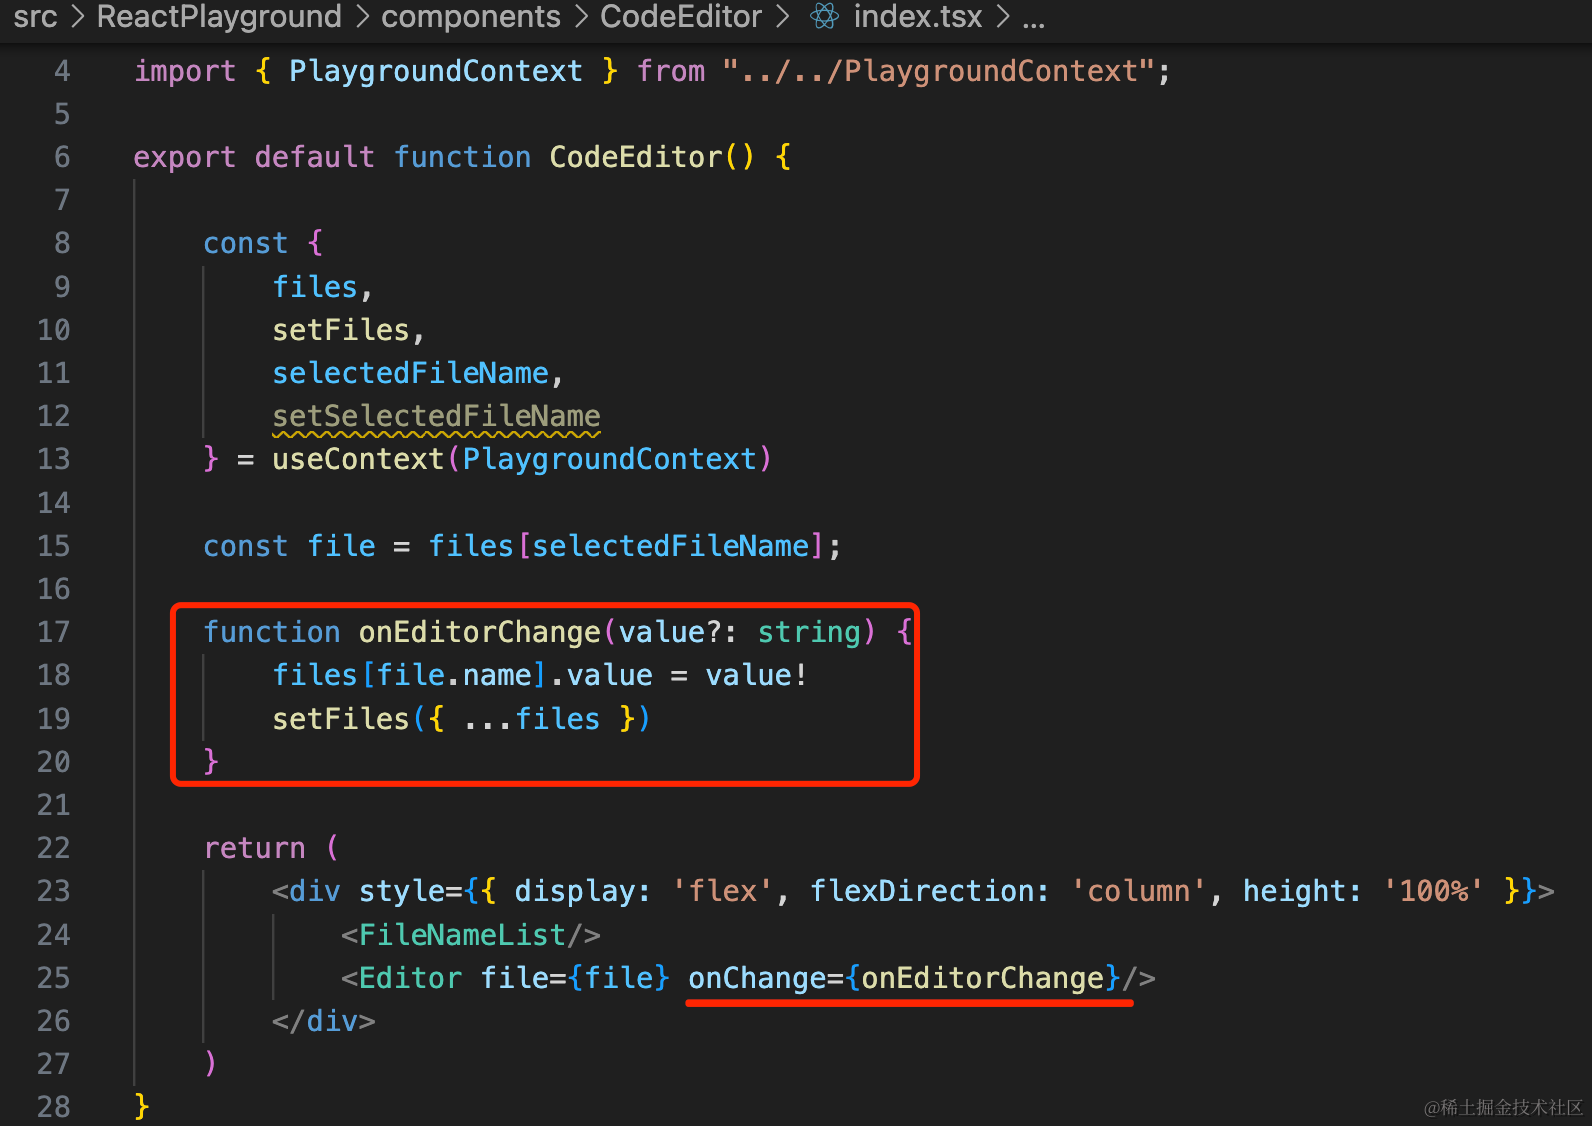 src > ReactPlayground > components > CodeEditor > index.tsx > ...
4 import { PlaygroundContext } from "../../PlaygroundContext";
5
6 export default function CodeEditor() {
7
8     const {
9         files,
10         setFiles,
11         selectedFileName,
12         setSelectedFileName
13     } = useContext(PlaygroundContext)
14
15     const file = files[selectedFileName];
16
17     function onEditorChange(value?: string) {
18         files[file.name].value = value!
19         setFiles({ ...files })
20     }
21
22     return (
23         <div style={{ display: 'flex', flexDirection: 'column', height: '100%' }}>
24             <FileNameList/>
25             <Editor file={file} onChange={onEditorChange}/>
26         </div>
27     )
28 }
@稀土掘金技术社区